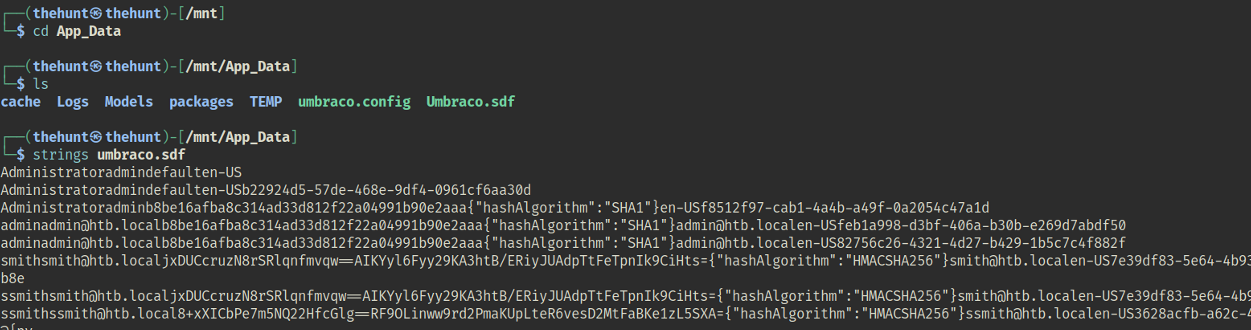 ┌──(thehunt㉿thehunt)-[/mnt]
└─$ cd App_Data
┌──(thehunt㉿thehunt)-[/mnt/App_Data]
└─$ ls
cache Logs Models packages TEMP umbraco.config Umbraco.sdf
┌──(thehunt㉿thehunt)-[/mnt/App_Data]
└─$ strings umbraco.sdf
Administratoradmindefaulten-US
Administratoradmindefaulten-USb22924d5-57de-468e-9df4-0961cf6aa30d
Administratoradminb8be16afba8c314ad33d812f22a04991b90e2aaa{"hashAlgorithm":"SHA1"}en-USf8512f97-cab1-4a4b-a49f-0a2054c47a1d
adminadmin@htb.localb8be16afba8c314ad33d812f22a04991b90e2aaa{"hashAlgorithm":"SHA1"}admin@htb.localen-USfeb1a998-d3bf-406a-b30b-e269d7abdf50
adminadmin@htb.localb8be16afba8c314ad33d812f22a04991b90e2aaa{"hashAlgorithm":"SHA1"}admin@htb.localen-US82756c26-4321-4d27-b429-1b5c7c4f882f
smithsmith@htb.localjxDUCcruzN8rSRlqnfmvqw==AIKYyl6Fyy29KA3htB/ERiyJUAdpTtFeTpnIk9CiHts={"hashAlgorithm":"HMACSHA256"}smith@htb.localen-US7e39df83-5e64-4b93
b8e
ssmithsmith@htb.localjxDUCcruzN8rSRlqnfmvqw==AIKYyl6Fyy29KA3htB/ERiyJUAdpTtFeTpnIk9CiHts={"hashAlgorithm":"HMACSHA256"}smith@htb.localen-US7e39df83-5e64-4b9
ssmithssmith@htb.local8+xXICbPe7m5NQ22HfcGlg==RF9OLinww9rd2PmaKUpLteR6vesD2MtFaBKe1zL5SXA={"hashAlgorithm":"HMACSHA256"}ssmith@htb.localen-US3628acfb-a62c-4